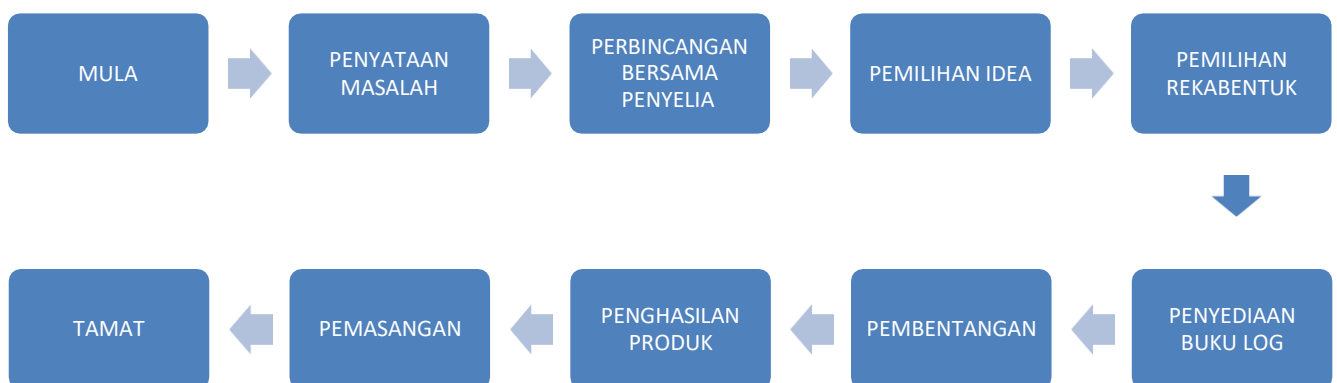 MULA
PENYATAAN
MASALAH
PERBINCANGAN
BERSAMA
PENYELIA
PEMILIHAN IDEA
PEMILIHAN
REKABENTUK
PENYEDIAAN
BUKU LOG
PEMBENTANGAN
PENGHASILAN
PRODUK
PEMASANGAN
TAMAT